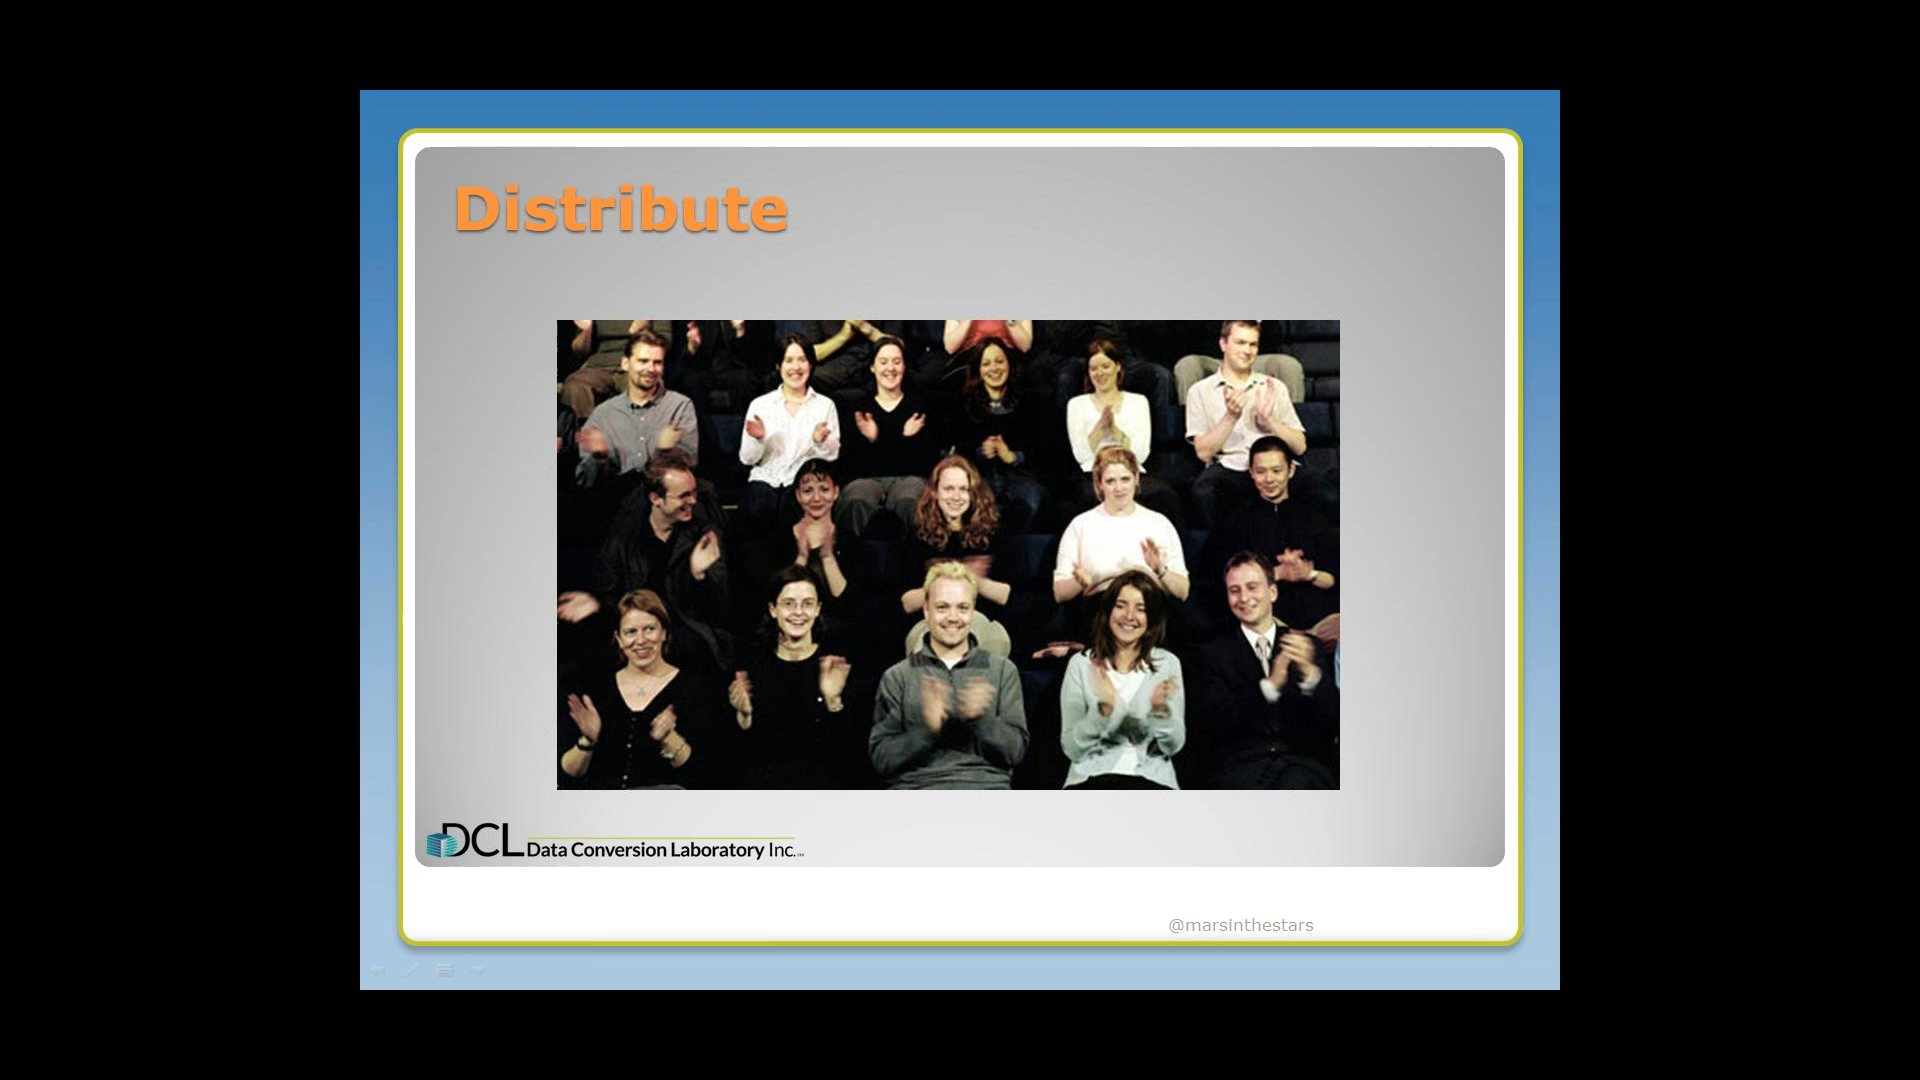 Distribute
DCL Data Conversion Laboratory Inc.
@marsinthestars